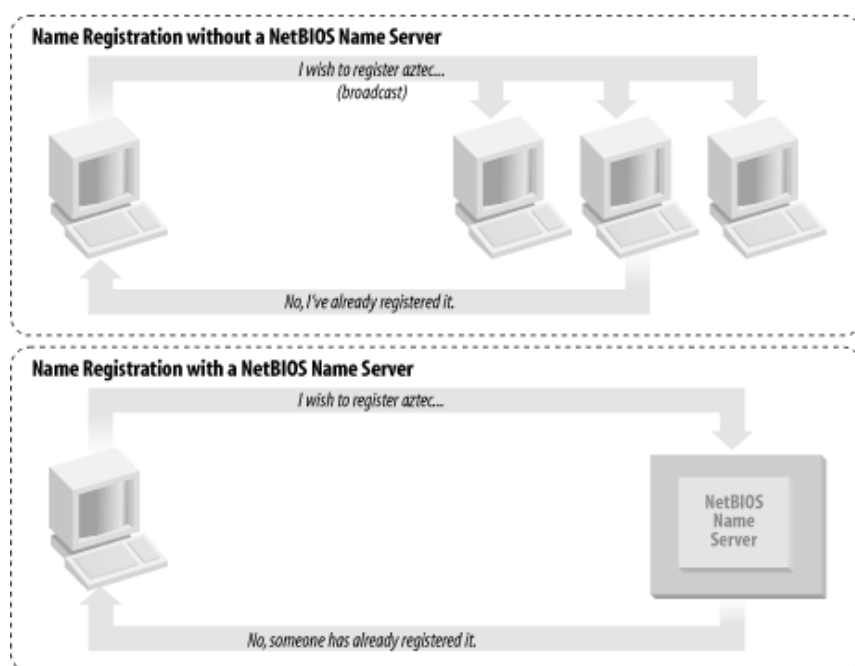 Name Registration without a NetBIOS Name Server
I wish to register aztec...
(broadcast)
No, I've already registered it.
Name Registration with a NetBIOS Name Server
I wish to register aztec...
NetBIOS
Name
Server
No, someone has already registered it.